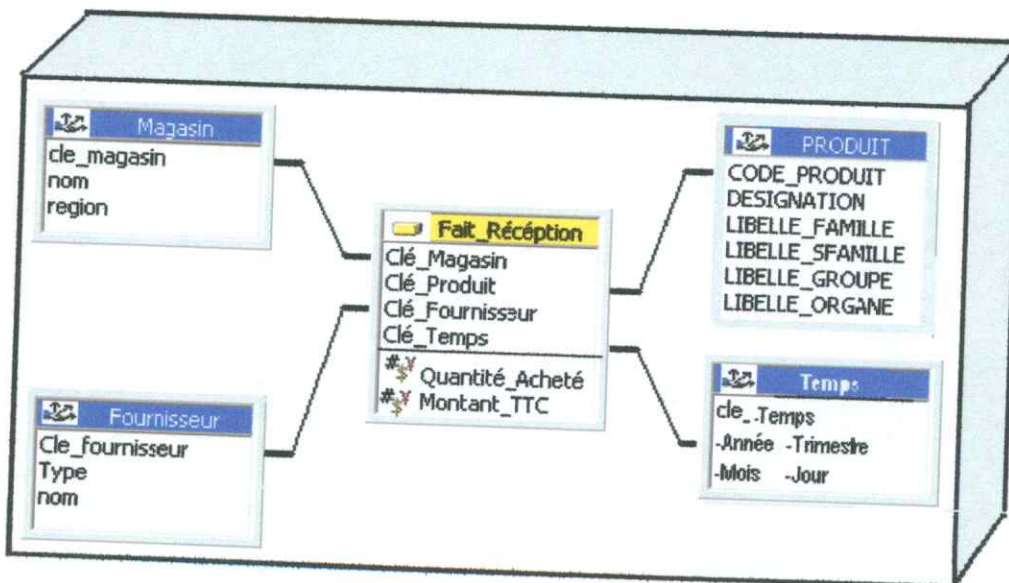 Magasin
cle_magasin
nom
region
PRODUIT
CODE_PRODUIT
DESIGNATION
LIBELLE_FAMILLE
LIBELLE_SFAMILLE
LIBELLE_GROUPE
LIBELLE_ORGANE
Fait_Récéption
Clé_Magasin
Clé_Produit
Clé_Fournisseur
Clé_Temps
Quantité_Acheté
Montant_TTC
Fournisseur
Cle_fournisseur
Type
nom
Temps
cle_.Temps
-Année -Trimestre
-Mois -Jour